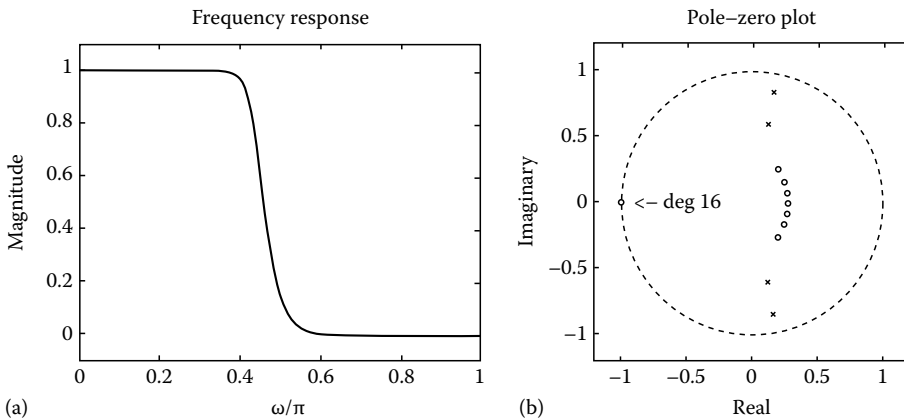 Frequency response
1
0.8
0.6
0.4
0.2
0
Magnitude
0 0.2 0.4 0.6 0.8 1
ω/π
(a)
Pole–zero plot
1
0.5
0
−0.5
−1
Imaginary
<– deg 16
−1 −0.5 0 0.5 1
Real
(b)